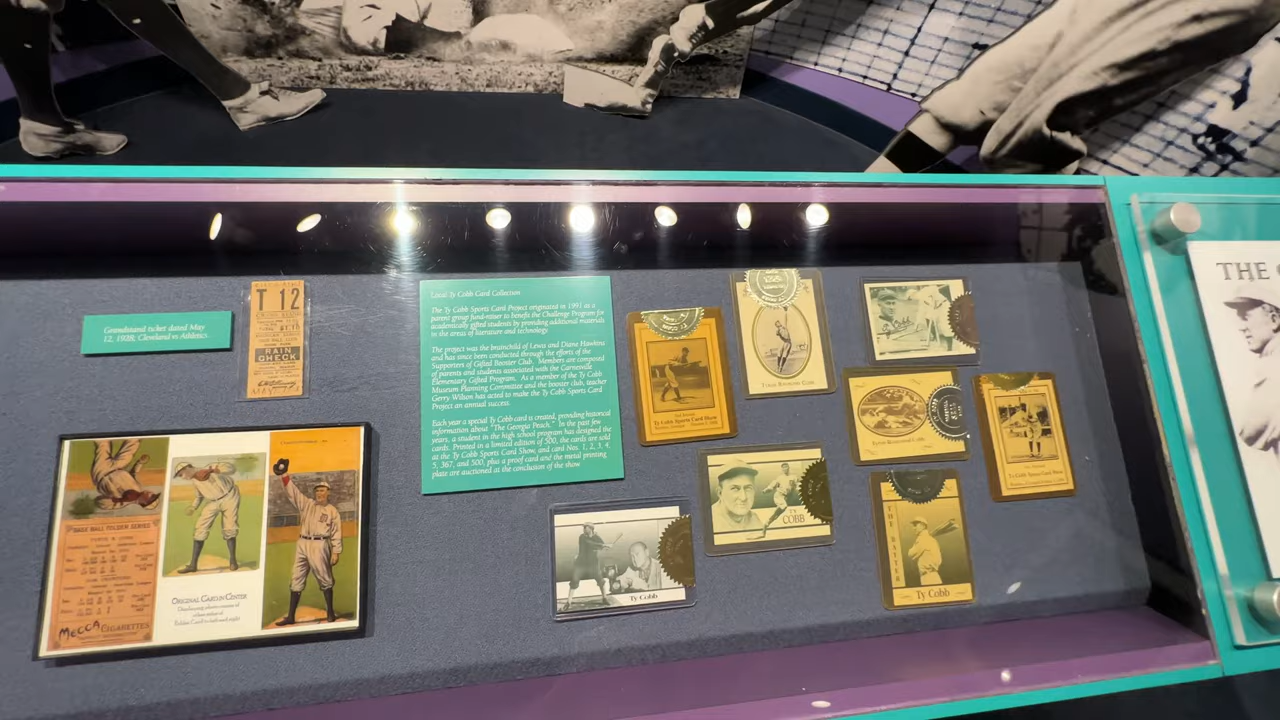 THE
Grandstand ticket dated May
12, 1928; Cleveland vs Athletics.
T 12
RAIN
CHECK
Local Ty Cobb Card Collection
The Ty Cobb Sports Card Project originated in 1991 as a
parent group fund-raiser to benefit the Challenge Program for
academically gifted students by providing additional materials
in the areas of literature and technology.
The project was the brainchild of Lewis and Diane Hawkins
and has since been conducted through the efforts of the
Supporters of Gifted Booster Club. Members are composed
of parents and students associated with the Carnesville
Elementary Gifted Program. As a member of the Ty Cobb
Museum Planning Committee and the booster club, teacher
Gerry Wilson has acted to make the Ty Cobb Sports Card
Project an annual success.
Each year a special Ty Cobb card is created, providing historical
information about "The Georgia Peach." In the past few
years, a student in the high school program has designed the
cards. Printed in a limited edition of 500, the cards are sold
at the Ty Cobb Sports Card Show, and card Nos. 1, 2, 3, 4,
5, 367, and 500, plus a proof card and the metal printing
plate are auctioned at the conclusion of the show
Ty Cobb Sports Card Show
Tyrus Raymond Cobb
TY
COBB
Ty Cobb
THE BATTER
Ty Cobb
Ty Cobb Sports Card Show
BASE BALL FOLDER SERIES
MECCA CIGARETTES
ORIGINAL CARD IN CENTER